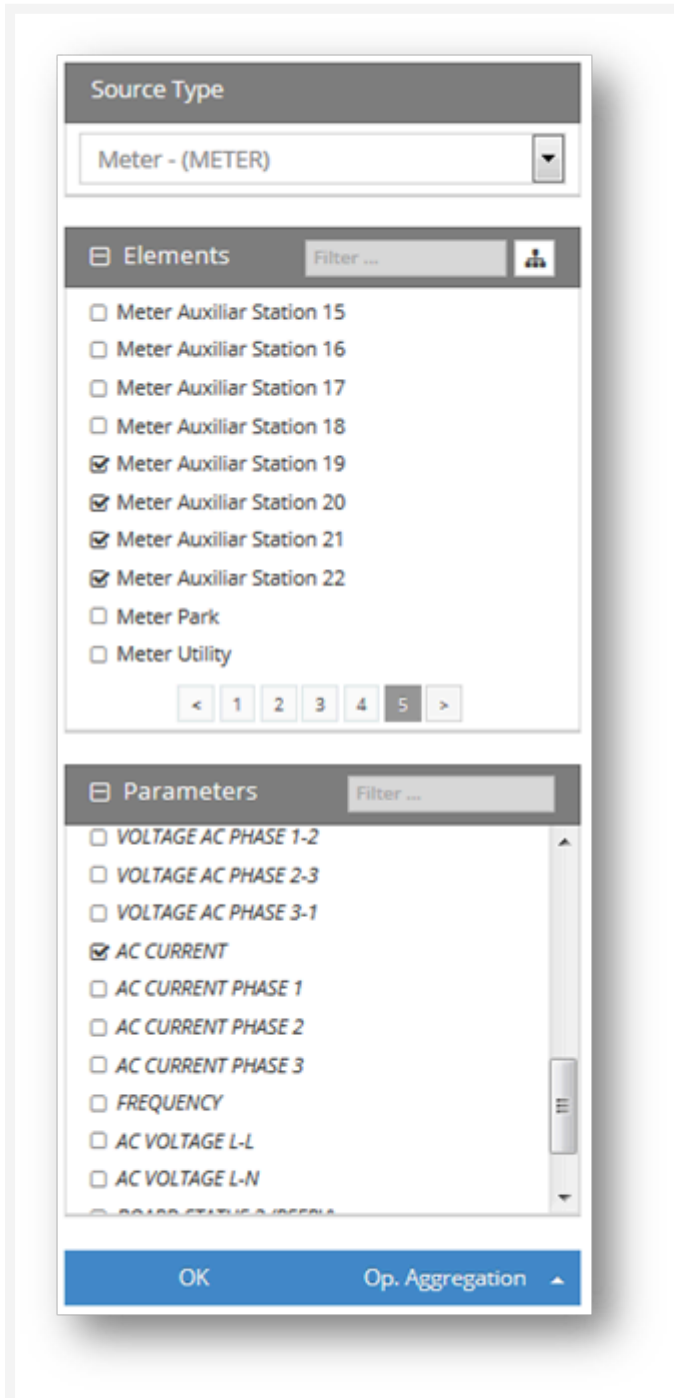 Source Type
Meter - (METER)
Elements Filter ...
Meter Auxiliar Station 15
Meter Auxiliar Station 16
Meter Auxiliar Station 17
Meter Auxiliar Station 18
Meter Auxiliar Station 19
Meter Auxiliar Station 20
Meter Auxiliar Station 21
Meter Auxiliar Station 22
Meter Park
Meter Utility
< 1 2 3 4 5 >
Parameters Filter ...
VOLTAGE AC PHASE 1-2
VOLTAGE AC PHASE 2-3
VOLTAGE AC PHASE 3-1
AC CURRENT
AC CURRENT PHASE 1
AC CURRENT PHASE 2
AC CURRENT PHASE 3
FREQUENCY
AC VOLTAGE L-L
AC VOLTAGE L-N
OK Op. Aggregation